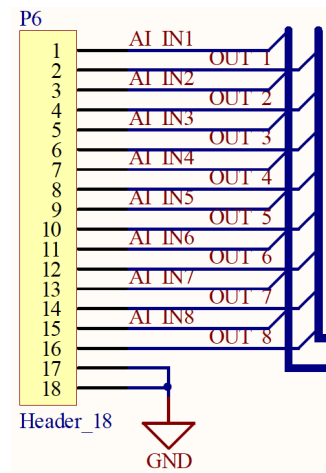 P6
1 AI_IN1
2 OUT_1
3 AI_IN2
4 OUT_2
5 AI_IN3
6 OUT_3
7 AI_IN4
8 OUT_4
9 AI_IN5
10 OUT_5
11 AI_IN6
12 OUT_6
13 AI_IN7
14 OUT_7
15 AI_IN8
16 OUT_8
17
18
Header_18
GND